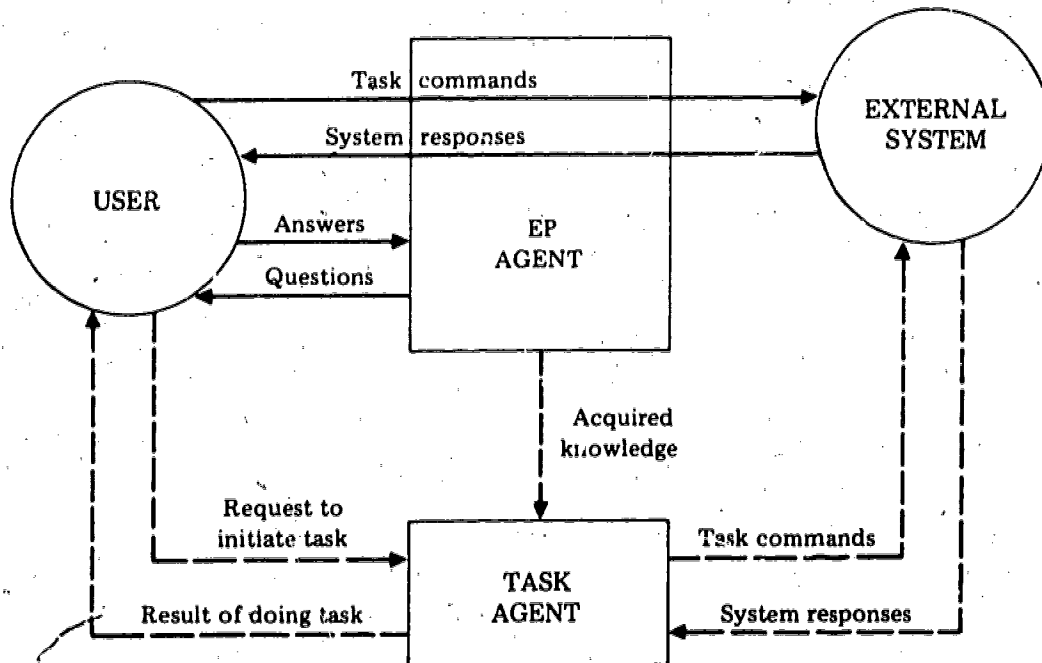 Task commands
EXTERNAL
SYSTEM
System responses
USER
Answers
EP
AGENT
Questions
Acquired
knowledge
Request to
initiate task
Task commands
TASK
AGENT
Result of doing task
System responses